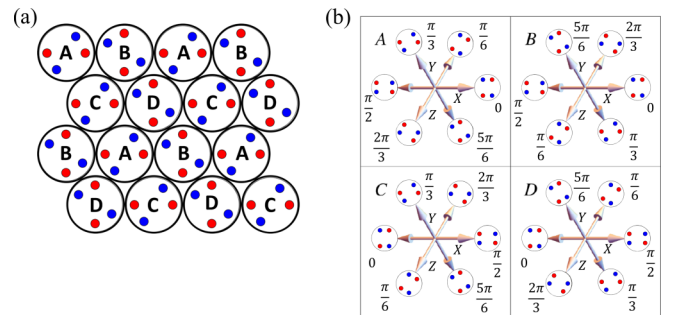 (a)
A B A B
C D C D
B A B A
D C D C
(b)
A π/3 π/6
Y
X
π/2 0
Z
2π/3 5π/6
B 5π/6 2π/3
Y
X
π/2 0
Z
π/6 π/3
C π/3 2π/3
Y
X
0 π/2
Z
π/6 5π/6
D 5π/6 π/6
Y
X
0 π/2
Z
2π/3 π/3